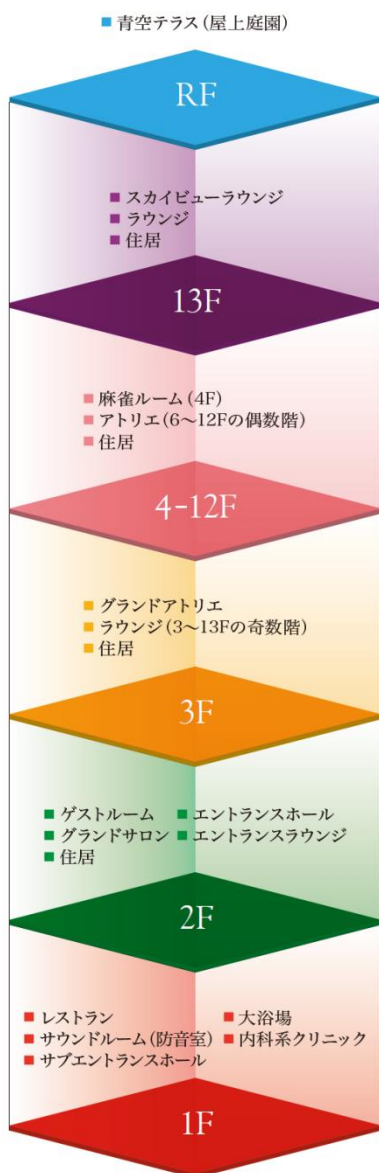 ■ 青空テラス(屋上庭園)
RF
■ スカイビューラウンジ
■ ラウンジ
■ 住居
13F
■ 麻雀ルーム(4F)
■ アトリエ(6〜12Fの偶数階)
■ 住居
4-12F
■ グランドアトリエ
■ ラウンジ(3〜13Fの奇数階)
■ 住居
3F
■ ゲストルーム ■ エントランスホール
■ グランドサロン ■ エントランスラウンジ
■ 住居
2F
■ レストラン ■ 大浴場
■ サウンドルーム(防音室) ■ 内科系クリニック
■ サブエントランスホール
1F